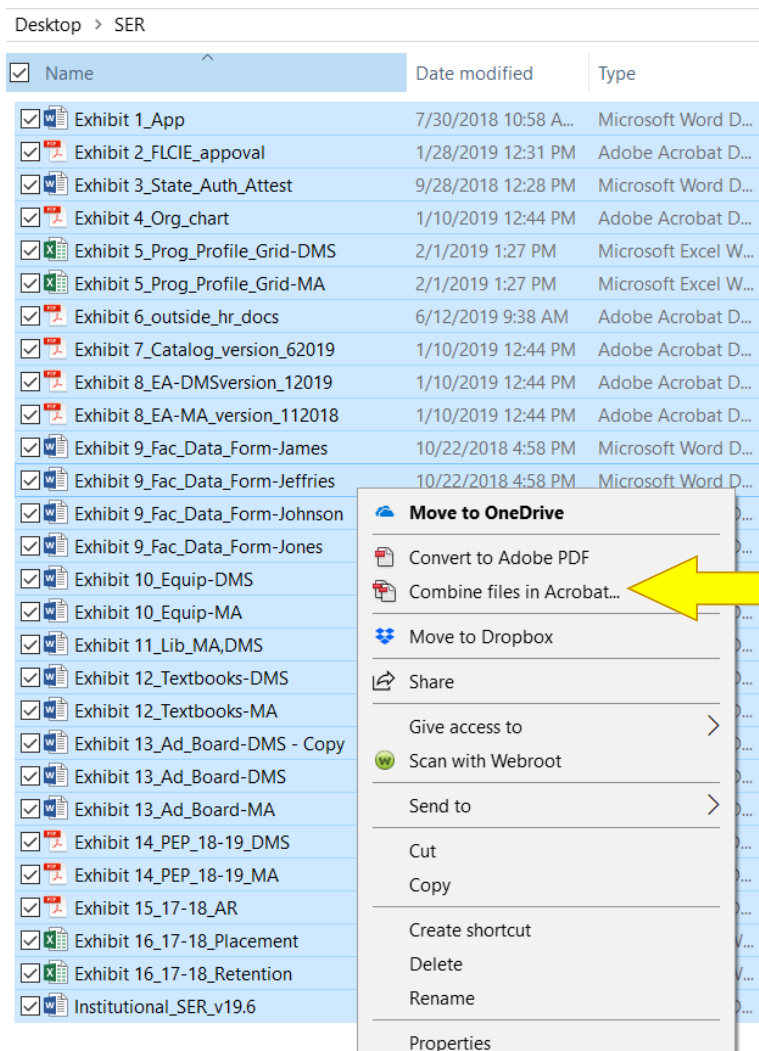 Desktop > SER
Name Date modified Type
Exhibit 1_App 7/30/2018 10:58 A... Microsoft Word D...
Exhibit 2_FLCIE_appoval 1/28/2019 12:31 PM Adobe Acrobat D...
Exhibit 3_State_Auth_Attest 9/28/2018 12:28 PM Microsoft Word D...
Exhibit 4_Org_chart 1/10/2019 12:44 PM Adobe Acrobat D...
Exhibit 5_Prog_Profile_Grid-DMS 2/1/2019 1:27 PM Microsoft Excel W...
Exhibit 5_Prog_Profile_Grid-MA 2/1/2019 1:27 PM Microsoft Excel W...
Exhibit 6_outside_hr_docs 6/12/2019 9:38 AM Adobe Acrobat D...
Exhibit 7_Catalog_version_62019 1/10/2019 12:44 PM Adobe Acrobat D...
Exhibit 8_EA-DMSversion_12019 1/10/2019 12:44 PM Adobe Acrobat D...
Exhibit 8_EA-MA_version_112018 1/10/2019 12:44 PM Adobe Acrobat D...
Exhibit 9_Fac_Data_Form-James 10/22/2018 4:58 PM Microsoft Word D...
Exhibit 9_Fac_Data_Form-Jeffries 10/22/2018 4:58 PM Microsoft Word D...
Exhibit 9_Fac_Data_Form-Johnson
Exhibit 9_Fac_Data_Form-Jones
Exhibit 10_Equip-DMS
Exhibit 10_Equip-MA
Exhibit 11_Lib_MA,DMS
Exhibit 12_Textbooks-DMS
Exhibit 12_Textbooks-MA
Exhibit 13_Ad_Board-DMS - Copy
Exhibit 13_Ad_Board-DMS
Exhibit 13_Ad_Board-MA
Exhibit 14_PEP_18-19_DMS
Exhibit 14_PEP_18-19_MA
Exhibit 15_17-18_AR
Exhibit 16_17-18_Placement
Exhibit 16_17-18_Retention
Institutional_SER_v19.6
Move to OneDrive
Convert to Adobe PDF
Combine files in Acrobat...
Move to Dropbox
Share
Give access to
Scan with Webroot
Send to
Cut
Copy
Create shortcut
Delete
Rename
Properties